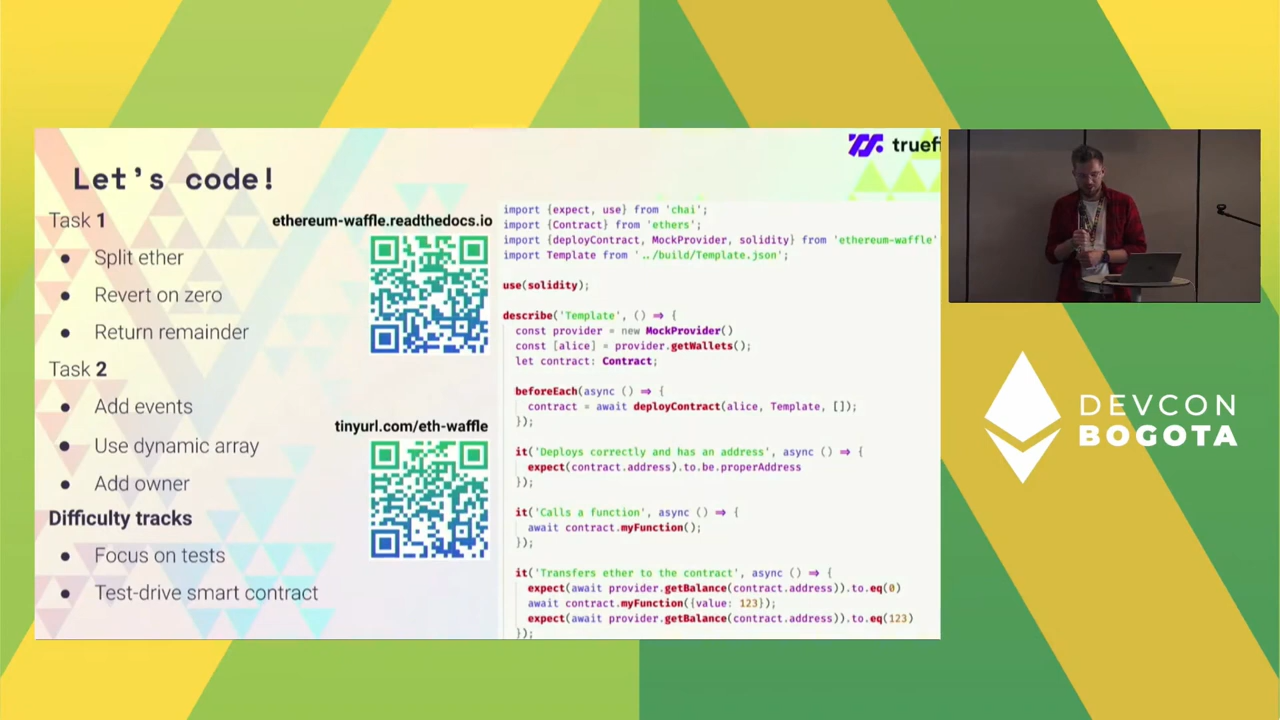 Let's code!
Task 1
Split ether
Revert on zero
Return remainder
Task 2
Add events
Use dynamic array
Add owner
Difficulty tracks
Focus on tests
Test-drive smart contract
ethereum-waffle.readthedocs.io
tinyurl.com/eth-waffle
truefi
import {expect, use} from 'chai';
import {Contract} from 'ethers';
import {deployContract, MockProvider, solidity} from 'ethereum-waffle'
import Template from '../build/Template.json';
use(solidity);
describe('Template', () ⇒ {
const provider = new MockProvider()
const [alice] = provider.getWallets();
let contract: Contract;
beforeEach(async () ⇒ {
contract = await deployContract(alice, Template, []);
});
it('Deploys correctly and has an address', async () ⇒ {
expect(contract.address).to.be.properAddress
});
it('Calls a function', async () ⇒ {
await contract.myFunction();
});
it('Transfers ether to the contract', async () ⇒ {
expect(await provider.getBalance(contract.address)).to.eq(0)
await contract.myFunction({value: 123});
expect(await provider.getBalance(contract.address)).to.eq(123)
});
DEVCON
BOGOTA